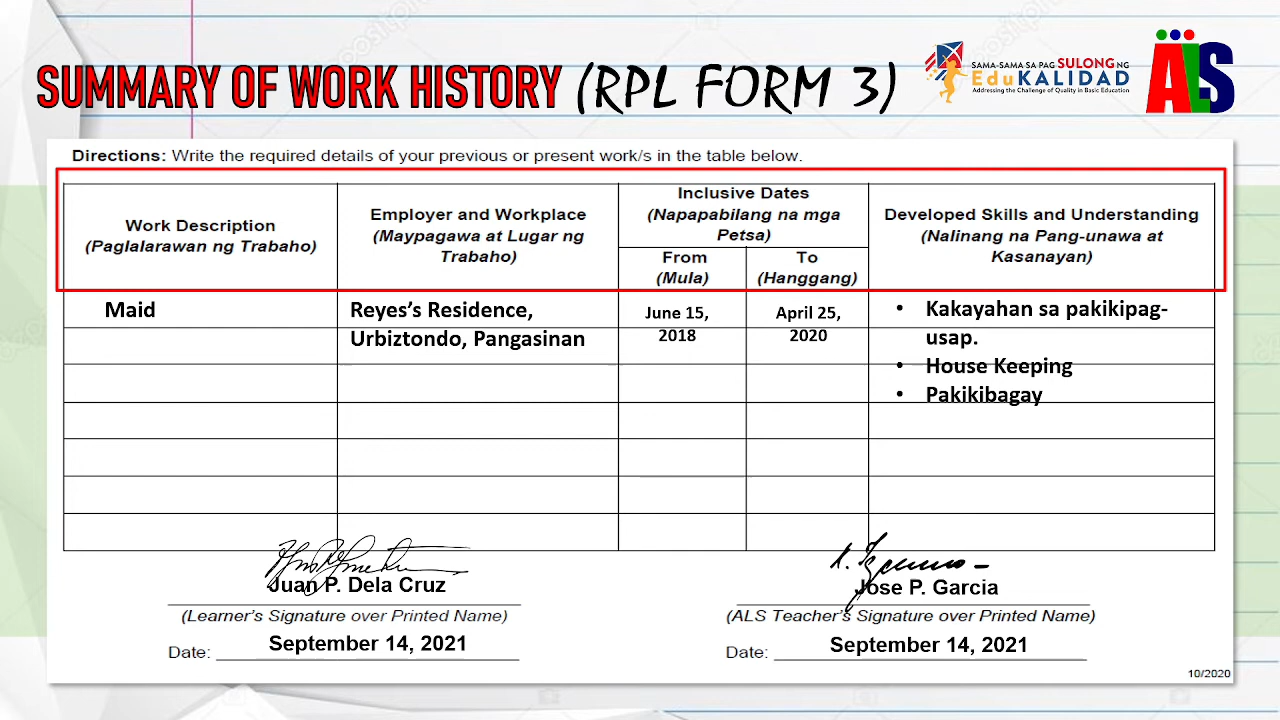 SUMMARY OF WORK HISTORY (RPL FORM 3)
SAMA-SAMA SA PAG SULONG NG
EduKALIDAD
Addressing the Challenge of Quality in Basic Education
ALS
Directions: Write the required details of your previous or present work/s in the table below.
Work Description
(Paglalarawan ng Trabaho)
Employer and Workplace
(Maypagawa at Lugar ng
Trabaho)
Inclusive Dates
(Napapabilang na mga
Petsa)
From
(Mula)
To
(Hanggang)
Developed Skills and Understanding
(Nalinang na Pang-unawa at
Kasanayan)
Maid
Reyes's Residence,
Urbiztondo, Pangasinan
June 15,
2018
April 25,
2020
• Kakayahan sa pakikipag-
usap.
• House Keeping
• Pakikibagay
Juan P. Dela Cruz
(Learner's Signature over Printed Name)
Date: September 14, 2021
Jose P. Garcia
(ALS Teacher's Signature over Printed Name)
Date: September 14, 2021
10/2020